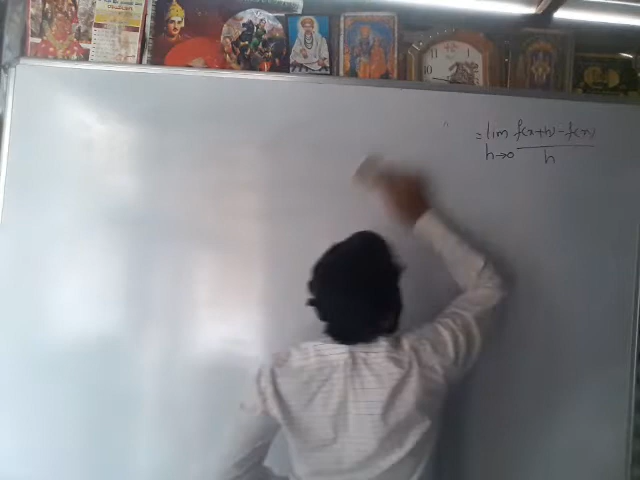 = lim f(x+h)-f(x)
h→0 h